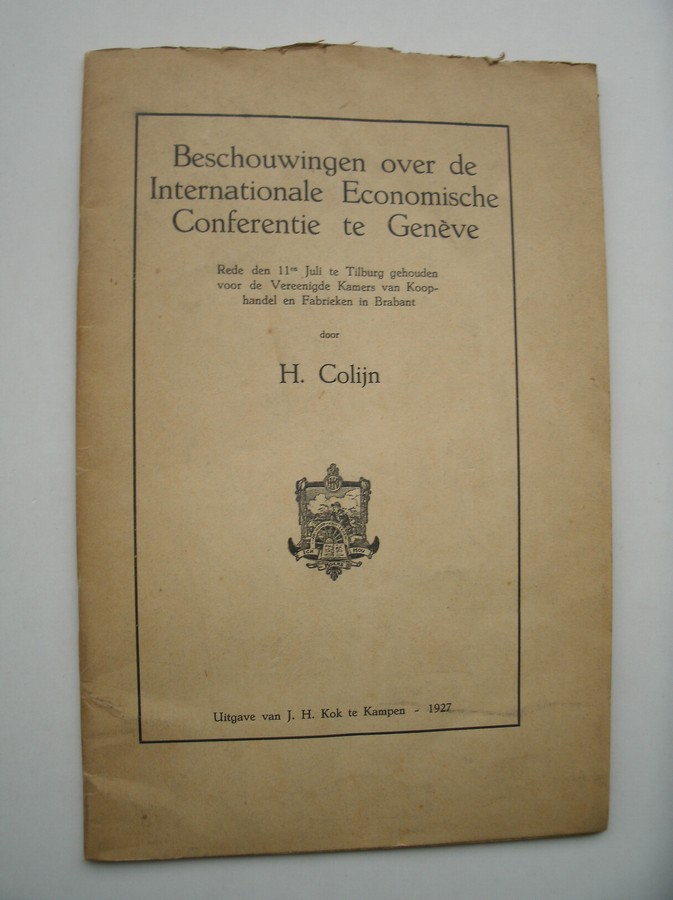 Beschouwingen over de
Internationale Economische
Conferentie te Genève
Rede den 11en Juli te Tilburg gehouden
voor de Vereenigde Kamers van Koop-
handel en Fabrieken in Brabant
door
H. Colijn
Uitgave van J. H. Kok te Kampen - 1927